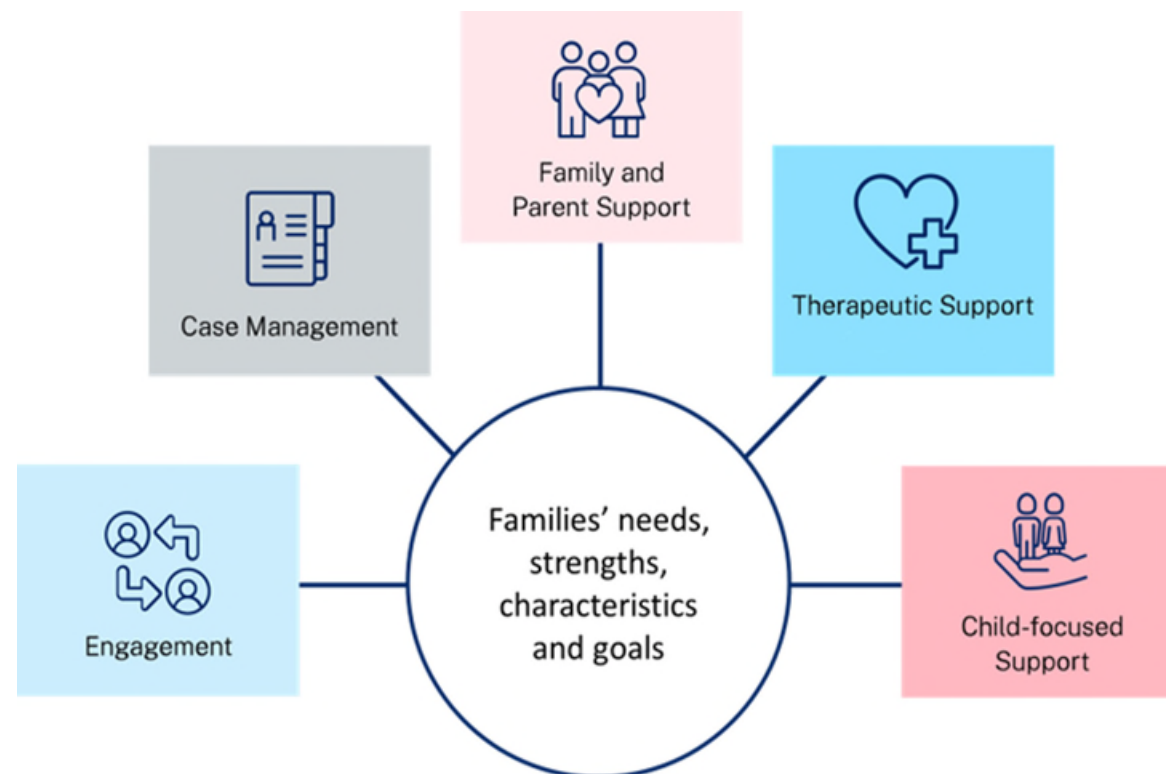 Family and
Parent Support
Case Management
Therapeutic Support
Engagement
Families’ needs,
strengths,
characteristics
and goals
Child-focused
Support